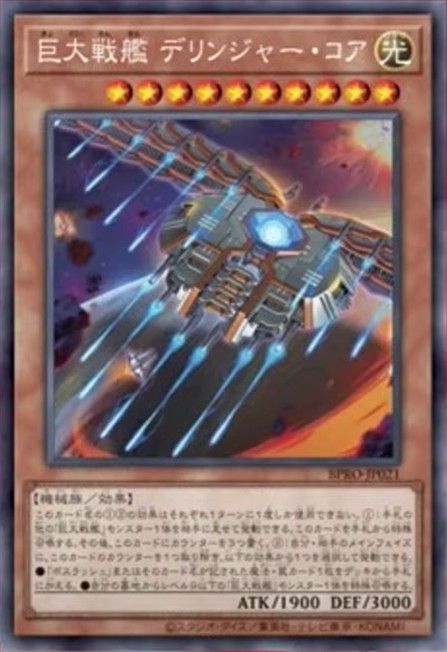 巨大戦艦 デリンジャー・コア
光
BPRO-JP021
【機械族/効果】
このカード名の①②の効果はそれぞれ1ターンに1度しか使用できない。①:手札
の他の「巨大戦艦」モンスター1体を相手に見せて発動できる。このカードを手札から特殊
召喚する。その後、このカードにカウンターを3つ置く。②:自分・相手のメインフェイズ
に、このカードのカウンターを1つ取り除き、以下の効果から1つを選択して発動できる。
●「ボスラッシュ」またはそのカード名が記された魔法・罠カード1枚をデッキから手札
に加える。●自分の墓地からレベル9以下の「巨大戦艦」モンスター1体を特殊召喚する。
ATK/1900 DEF/3000
©スタジオ・ダイス/集英社・テレビ東京・KONAMI